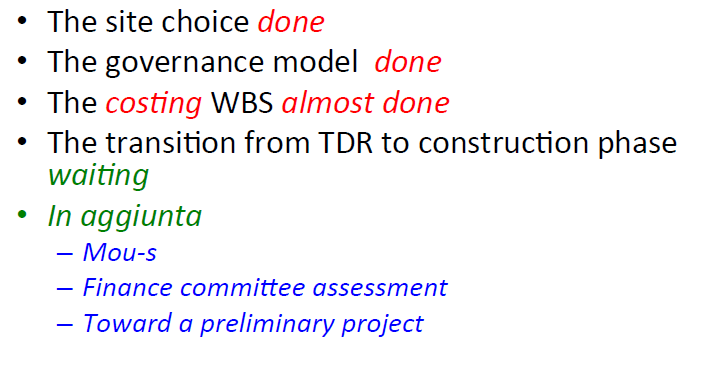 • The site choice done
• The governance model done
• The costing WBS almost done
• The transition from TDR to construction phase
waiting
• In aggiunta
– Mou-s
– Finance committee assessment
– Toward a preliminary project